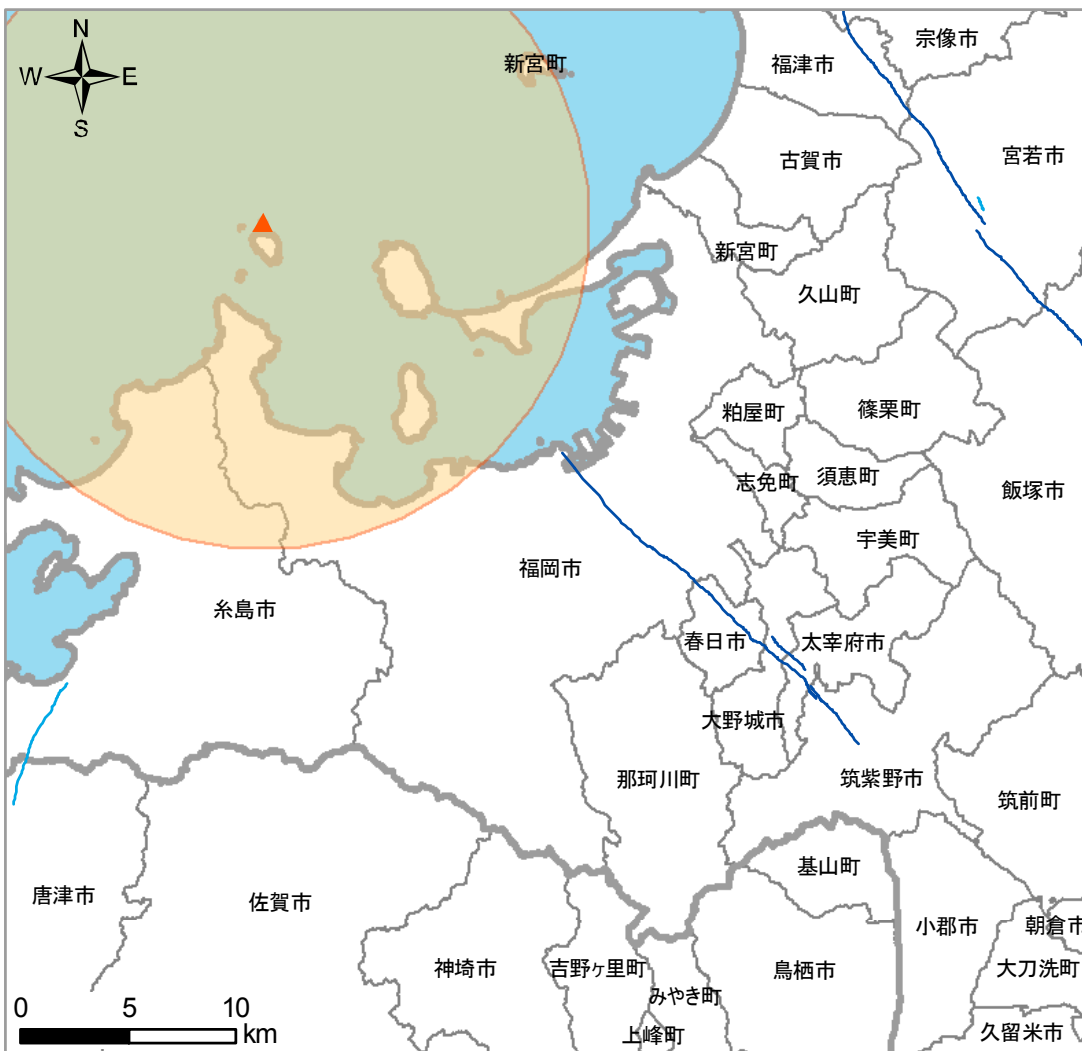 N
W E
S
宗像市
新宮町
福津市
古賀市
宮若市
新宮町
久山町
粕屋町
篠栗町
志免町
須恵町
飯塚市
宇美町
福岡市
糸島市
春日市
太宰府市
大野城市
那珂川町
筑紫野市
筑前町
基山町
唐津市
佐賀市
小郡市
朝倉市
神埼市
吉野ヶ里町
鳥栖市
大刀洗町
みやき町
上峰町
久留米市
0 5 10
km